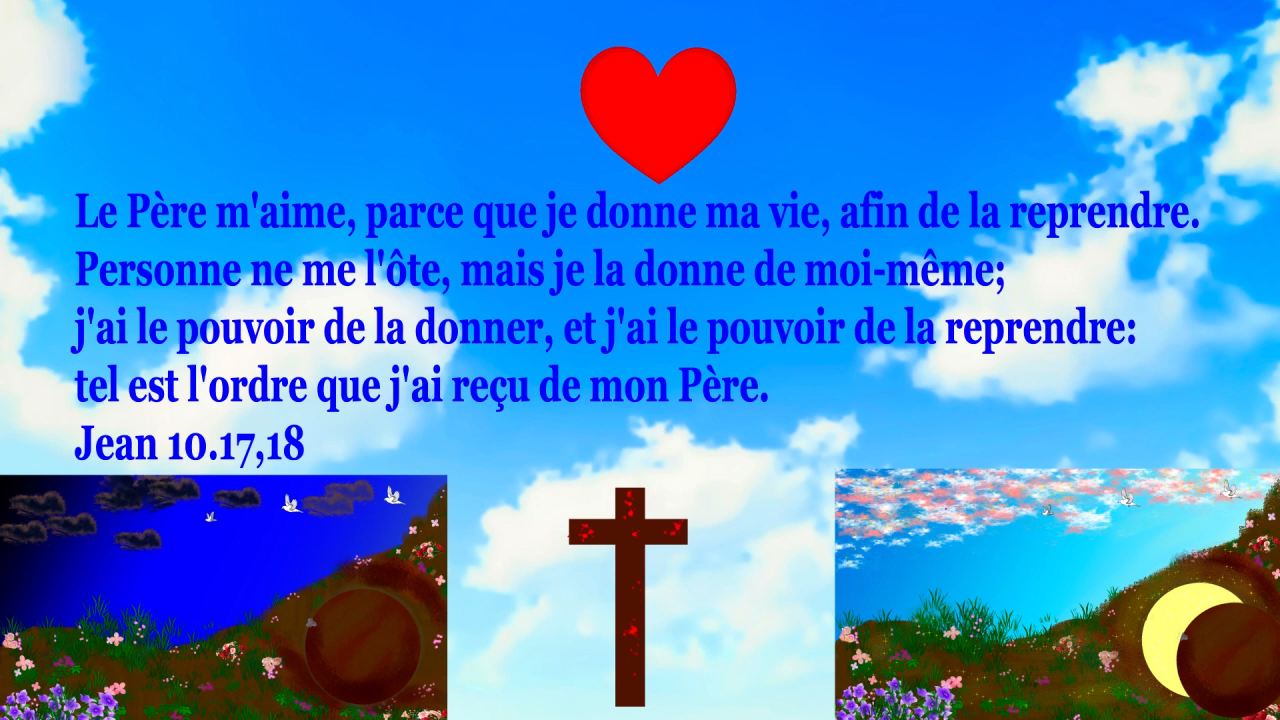 Le Père m'aime, parce que je donne ma vie, afin de la reprendre.
Personne ne me l'ôte, mais je la donne de moi-même;
j'ai le pouvoir de la donner, et j'ai le pouvoir de la reprendre:
tel est l'ordre que j'ai reçu de mon Père.
Jean 10.17,18